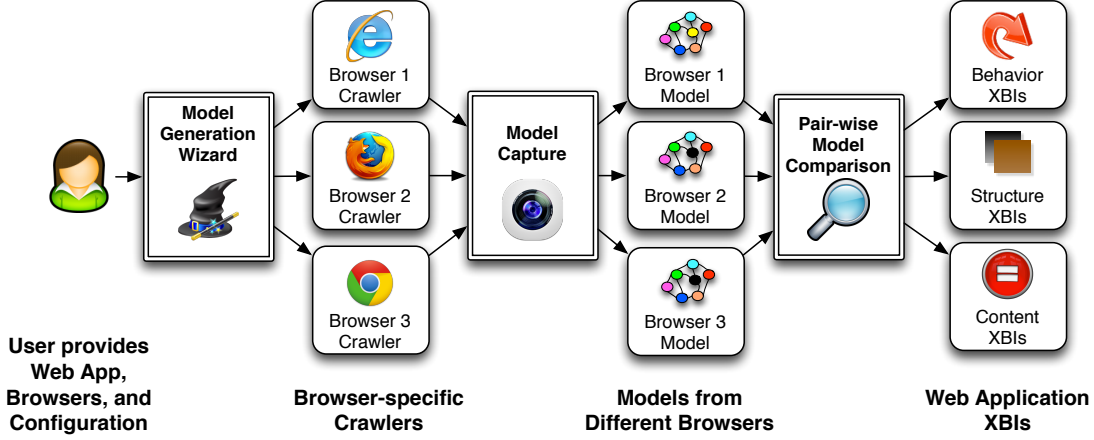 Model
Generation
Wizard
Browser 1
Crawler
Browser 2
Crawler
Browser 3
Crawler
Model
Capture
Browser 1
Model
Browser 2
Model
Browser 3
Model
Pair-wise
Model
Comparison
Behavior
XBIs
Structure
XBIs
Content
XBIs
User provides
Web App,
Browsers, and
Configuration
Browser-specific
Crawlers
Models from
Different Browsers
Web Application
XBIs